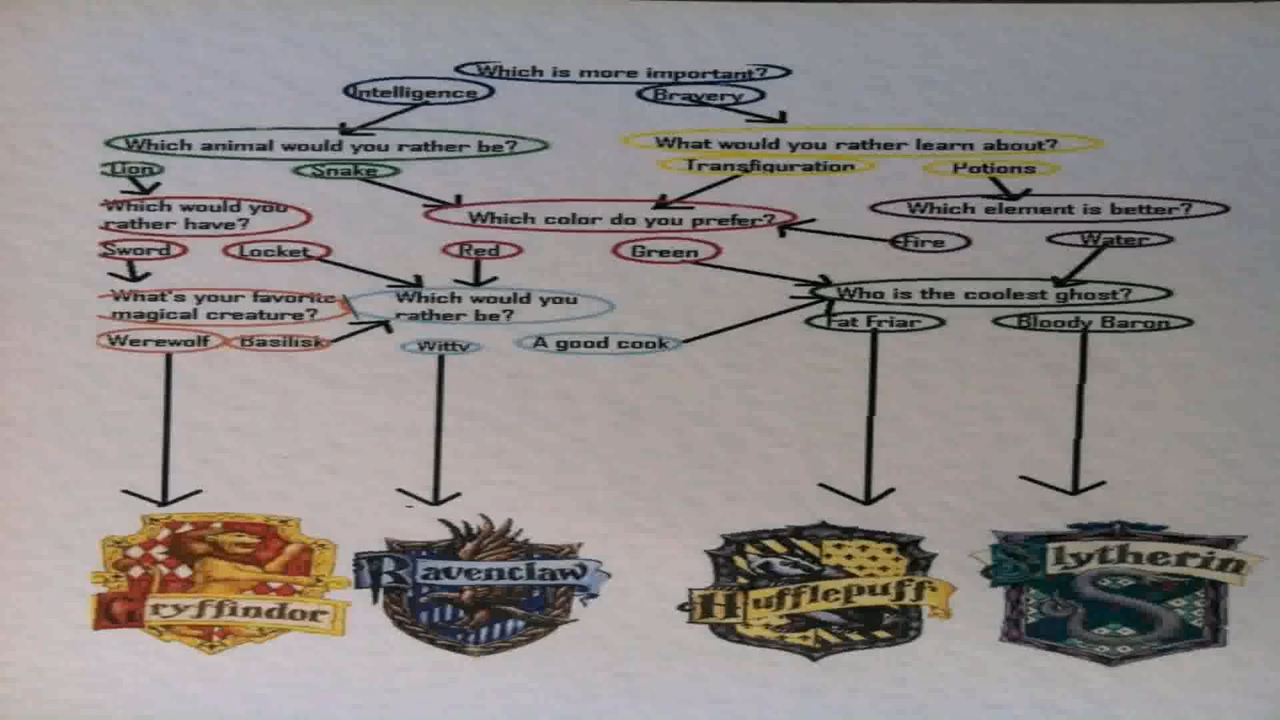 Which is more important?
Intelligence
Bravery
Which animal would you rather be?
What would you rather learn about?
Lion
Snake
Transfiguration
Potions
Which would you
rather have?
Which color do you prefer?
Which element is better?
Sword
Locket
Red
Green
Fire
Water
What's your favorite
magical creature?
Which would you
rather be?
Who is the coolest ghost?
Fat Friar
Bloody Baron
Werewolf
Basilisk
Witty
A good cook
Gryffindor
Ravenclaw
Hufflepuff
Slytherin